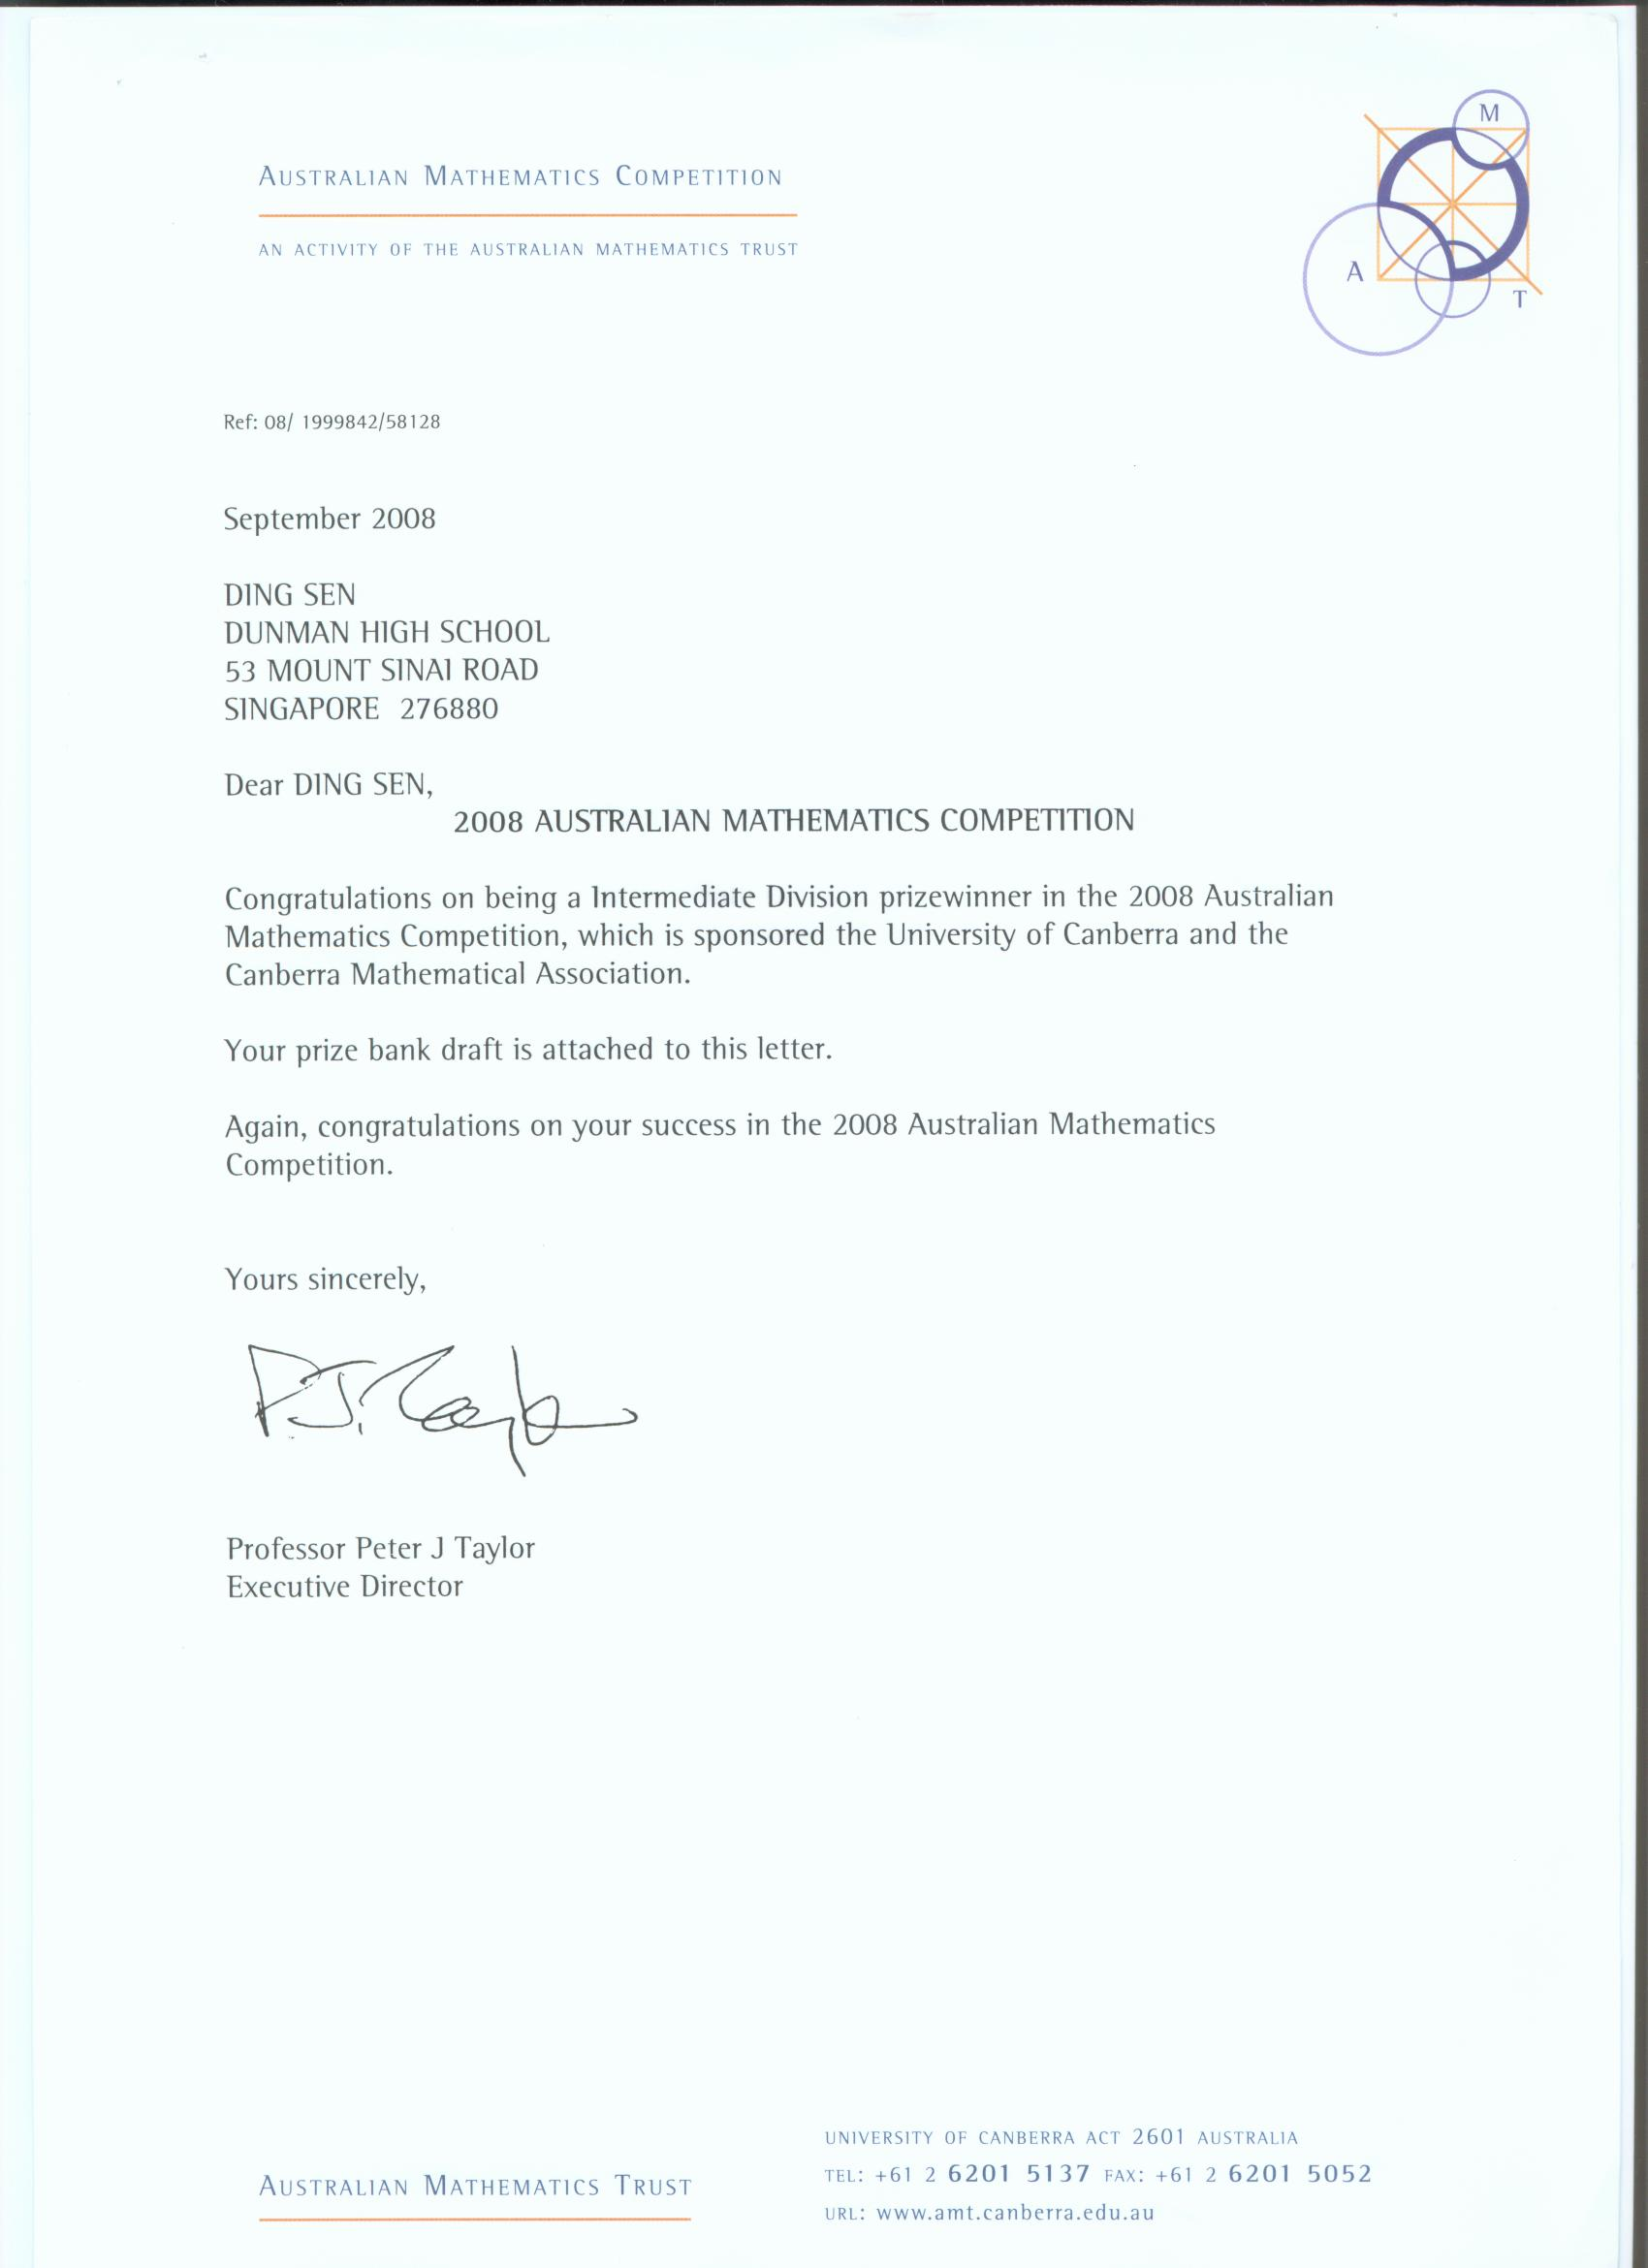 AUSTRALIAN MATHEMATICS COMPETITION
AN ACTIVITY OF THE AUSTRALIAN MATHEMATICS TRUST
M
A
T
Ref: 08/ 1999842/58128
September 2008
DING SEN
DUNMAN HIGH SCHOOL
53 MOUNT SINAI ROAD
SINGAPORE 276880
Dear DING SEN,
2008 AUSTRALIAN MATHEMATICS COMPETITION
Congratulations on being a Intermediate Division prizewinner in the 2008 Australian
Mathematics Competition, which is sponsored the University of Canberra and the
Canberra Mathematical Association.
Your prize bank draft is attached to this letter.
Again, congratulations on your success in the 2008 Australian Mathematics
Competition.
Yours sincerely,
P.J. Taylor
Professor Peter J Taylor
Executive Director
AUSTRALIAN MATHEMATICS TRUST
UNIVERSITY OF CANBERRA ACT 2601 AUSTRALIA
TEL: +61 2 6201 5137 FAX: +61 2 6201 5052
URL: www.amt.canberra.edu.au